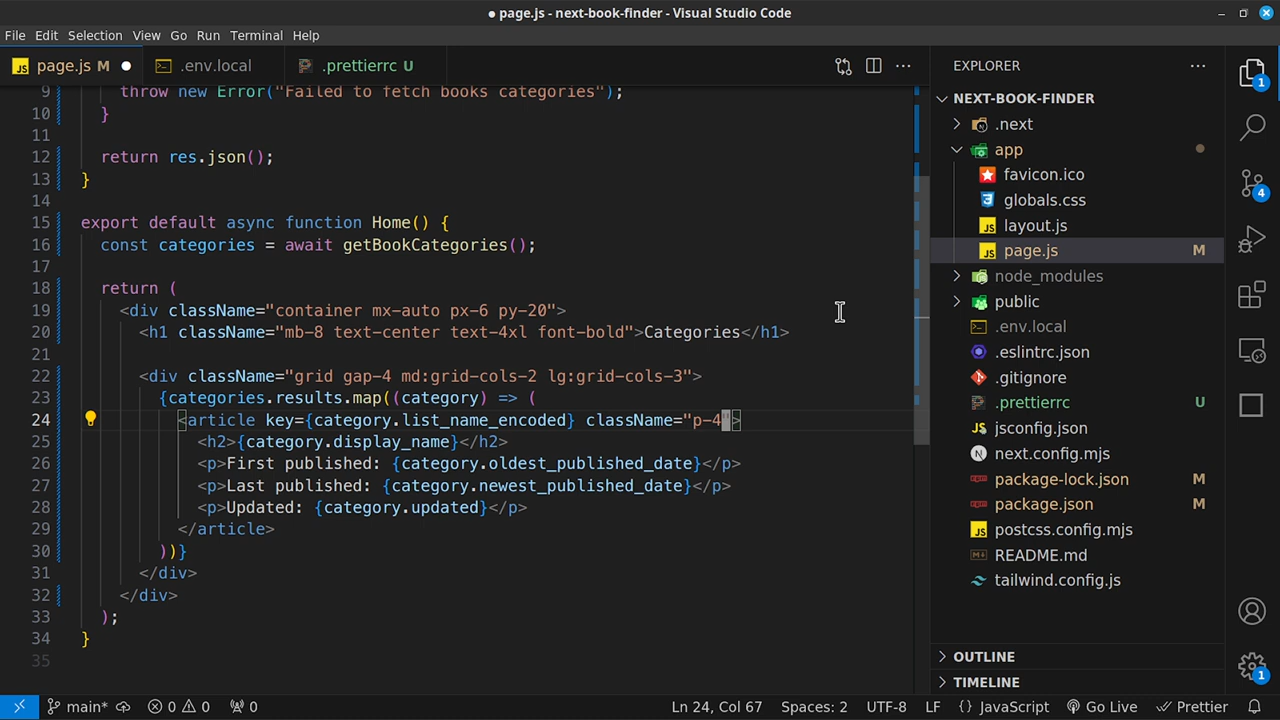 page.js - next-book-finder - Visual Studio Code
File Edit Selection View Go Run Terminal Help
page.js M
.env.local
.prettierrc U
9 throw new Error("Failed to fetch books categories");
10 }
11
12 return res.json();
13 }
14
15 export default async function Home() {
16 const categories = await getBookCategories();
17
18 return (
19 <div className="container mx-auto px-6 py-20">
20 <h1 className="mb-8 text-center text-4xl font-bold">Categories</h1>
21
22 <div className="grid gap-4 md:grid-cols-2 lg:grid-cols-3">
23 {categories.results.map((category) => (
24 <article key={category.list_name_encoded} className="p-4">
25 <h2>{category.display_name}</h2>
26 <p>First published: {category.oldest_published_date}</p>
27 <p>Last published: {category.newest_published_date}</p>
28 <p>Updated: {category.updated}</p>
29 </article>
30 ))}
31 </div>
32 </div>
33 );
34 }
35
EXPLORER
NEXT-BOOK-FINDER
.next
app
favicon.ico
globals.css
JS layout.js
JS page.js M
node_modules
public
.env.local
.eslintrc.json
.gitignore
.prettierrc U
JS jsconfig.json
next.config.mjs
package-lock.json M
package.json M
JS postcss.config.mjs
README.md
tailwind.config.js
OUTLINE
TIMELINE
1
4
1
main* 0 0 0 Ln 24, Col 67 Spaces: 2 UTF-8 LF {} JavaScript Go Live Prettier